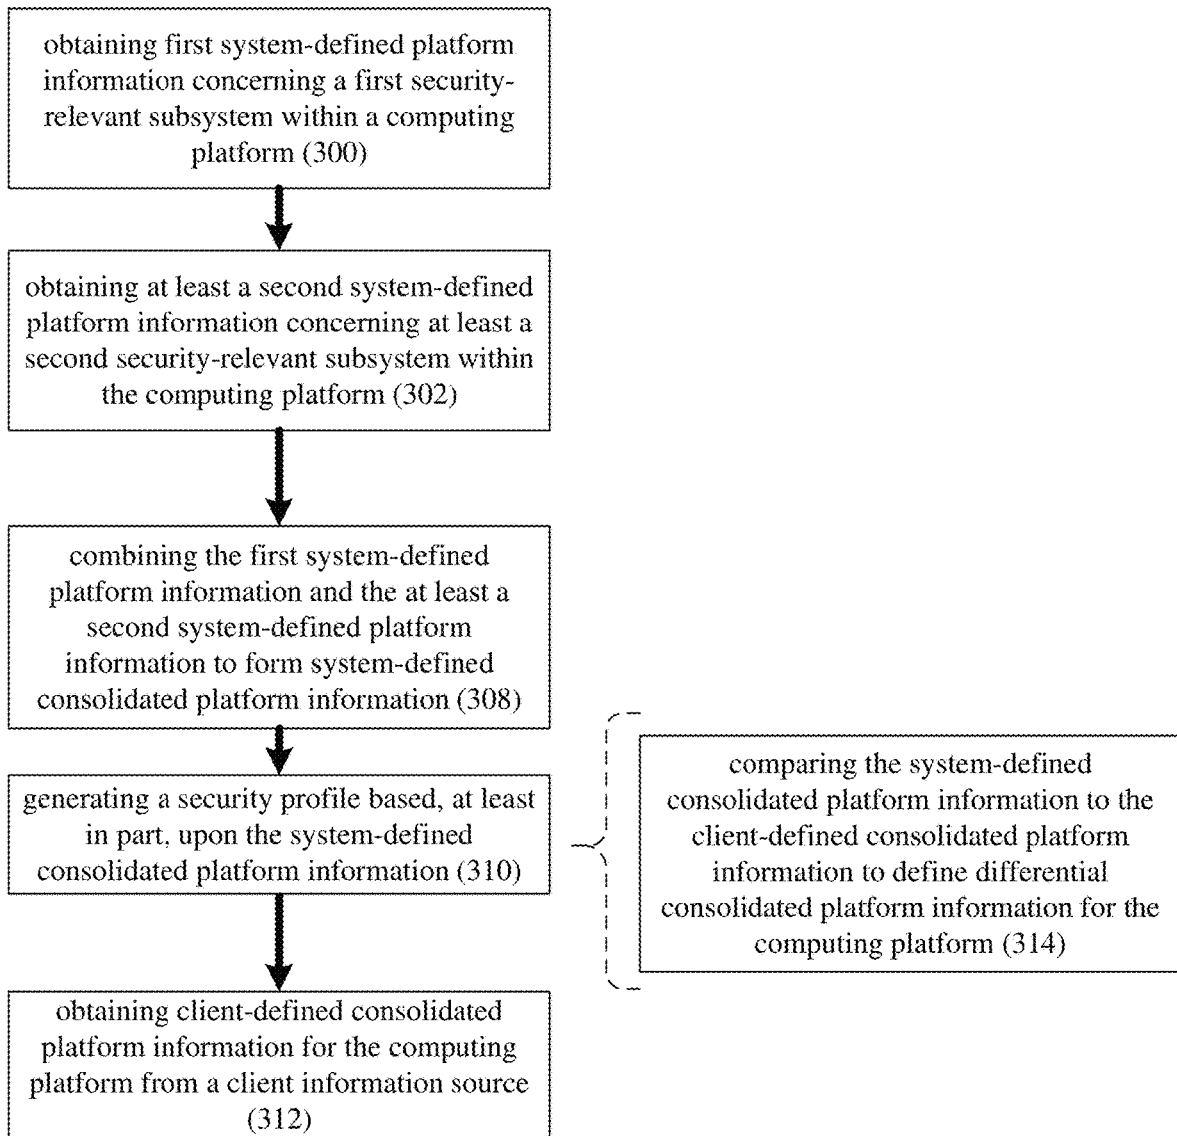 obtaining first system-defined platform
information concerning a first security-
relevant subsystem within a computing
platform (300)
obtaining at least a second system-defined
platform information concerning at least a
second security-relevant subsystem within
the computing platform (302)
combining the first system-defined
platform information and the at least a
second system-defined platform
information to form system-defined
consolidated platform information (308)
generating a security profile based, at least
in part, upon the system-defined
consolidated platform information (310)
comparing the system-defined
consolidated platform information to the
client-defined consolidated platform
information to define differential
consolidated platform information for the
computing platform (314)
obtaining client-defined consolidated
platform information for the computing
platform from a client information source
(312)